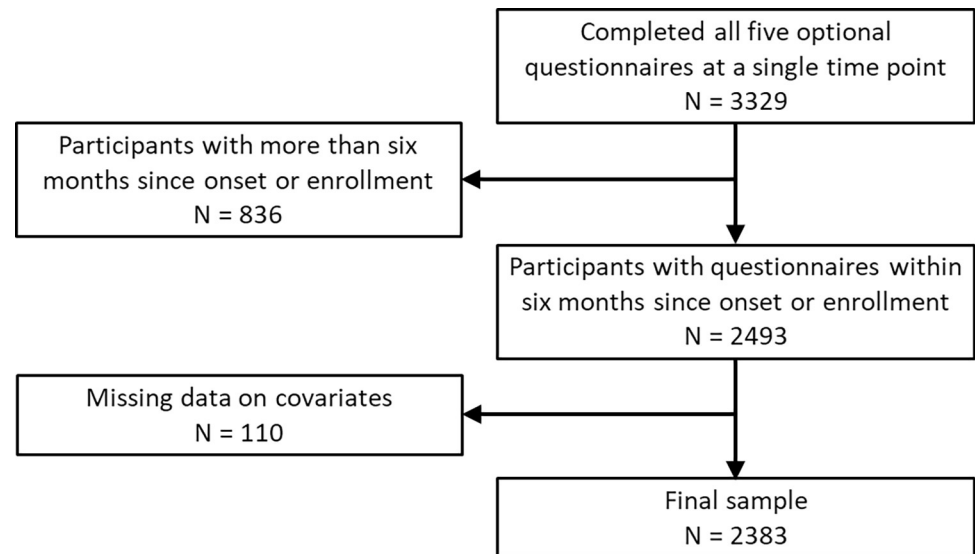 Completed all five optional
questionnaires at a single time point
N = 3329
Participants with more than six
months since onset or enrollment
N = 836
Participants with questionnaires within
six months since onset or enrollment
N = 2493
Missing data on covariates
N = 110
Final sample
N = 2383